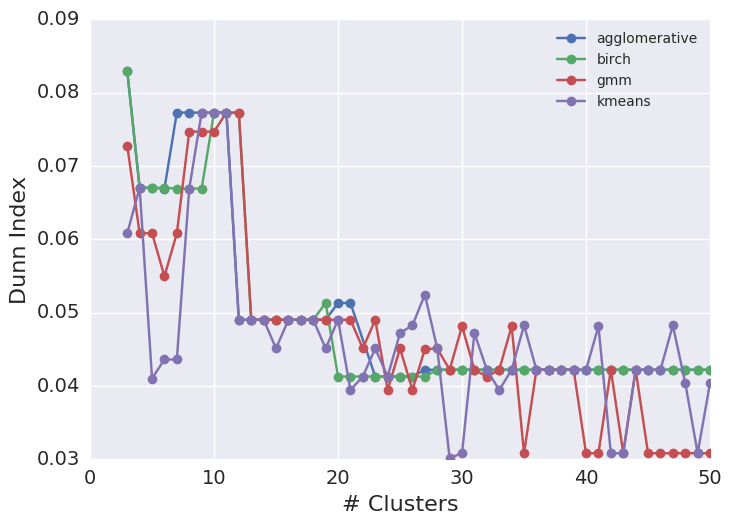 0.09
0.08
0.07
0.06
0.05
0.04
0.03
Dunn Index
agglomerative
birch
gmm
kmeans
0 10 20 30 40 50
# Clusters